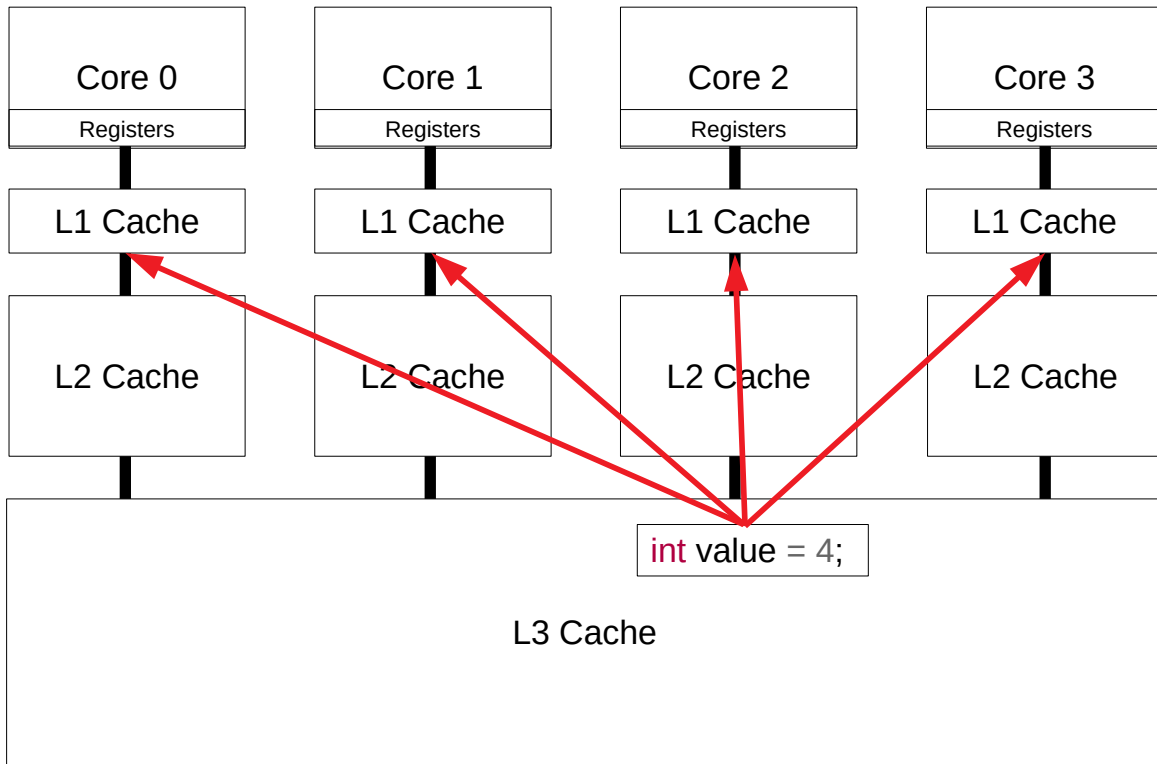 Core 0
Core 1
Core 2
Core 3
Registers
Registers
Registers
Registers
L1 Cache
L1 Cache
L1 Cache
L1 Cache
L2 Cache
L2 Cache
L2 Cache
L2 Cache
int value = 4;
L3 Cache